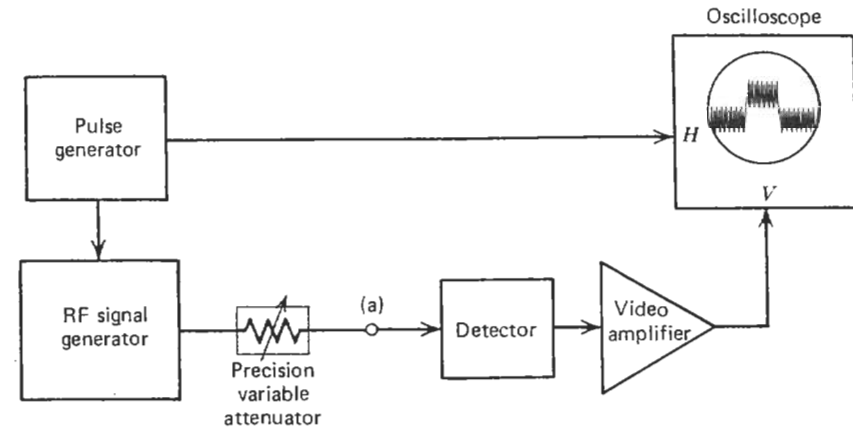 Oscilloscope
Pulse
generator
H
V
RF signal
generator
(a)
Detector
Video
amplifier
Precision
variable
attenuator